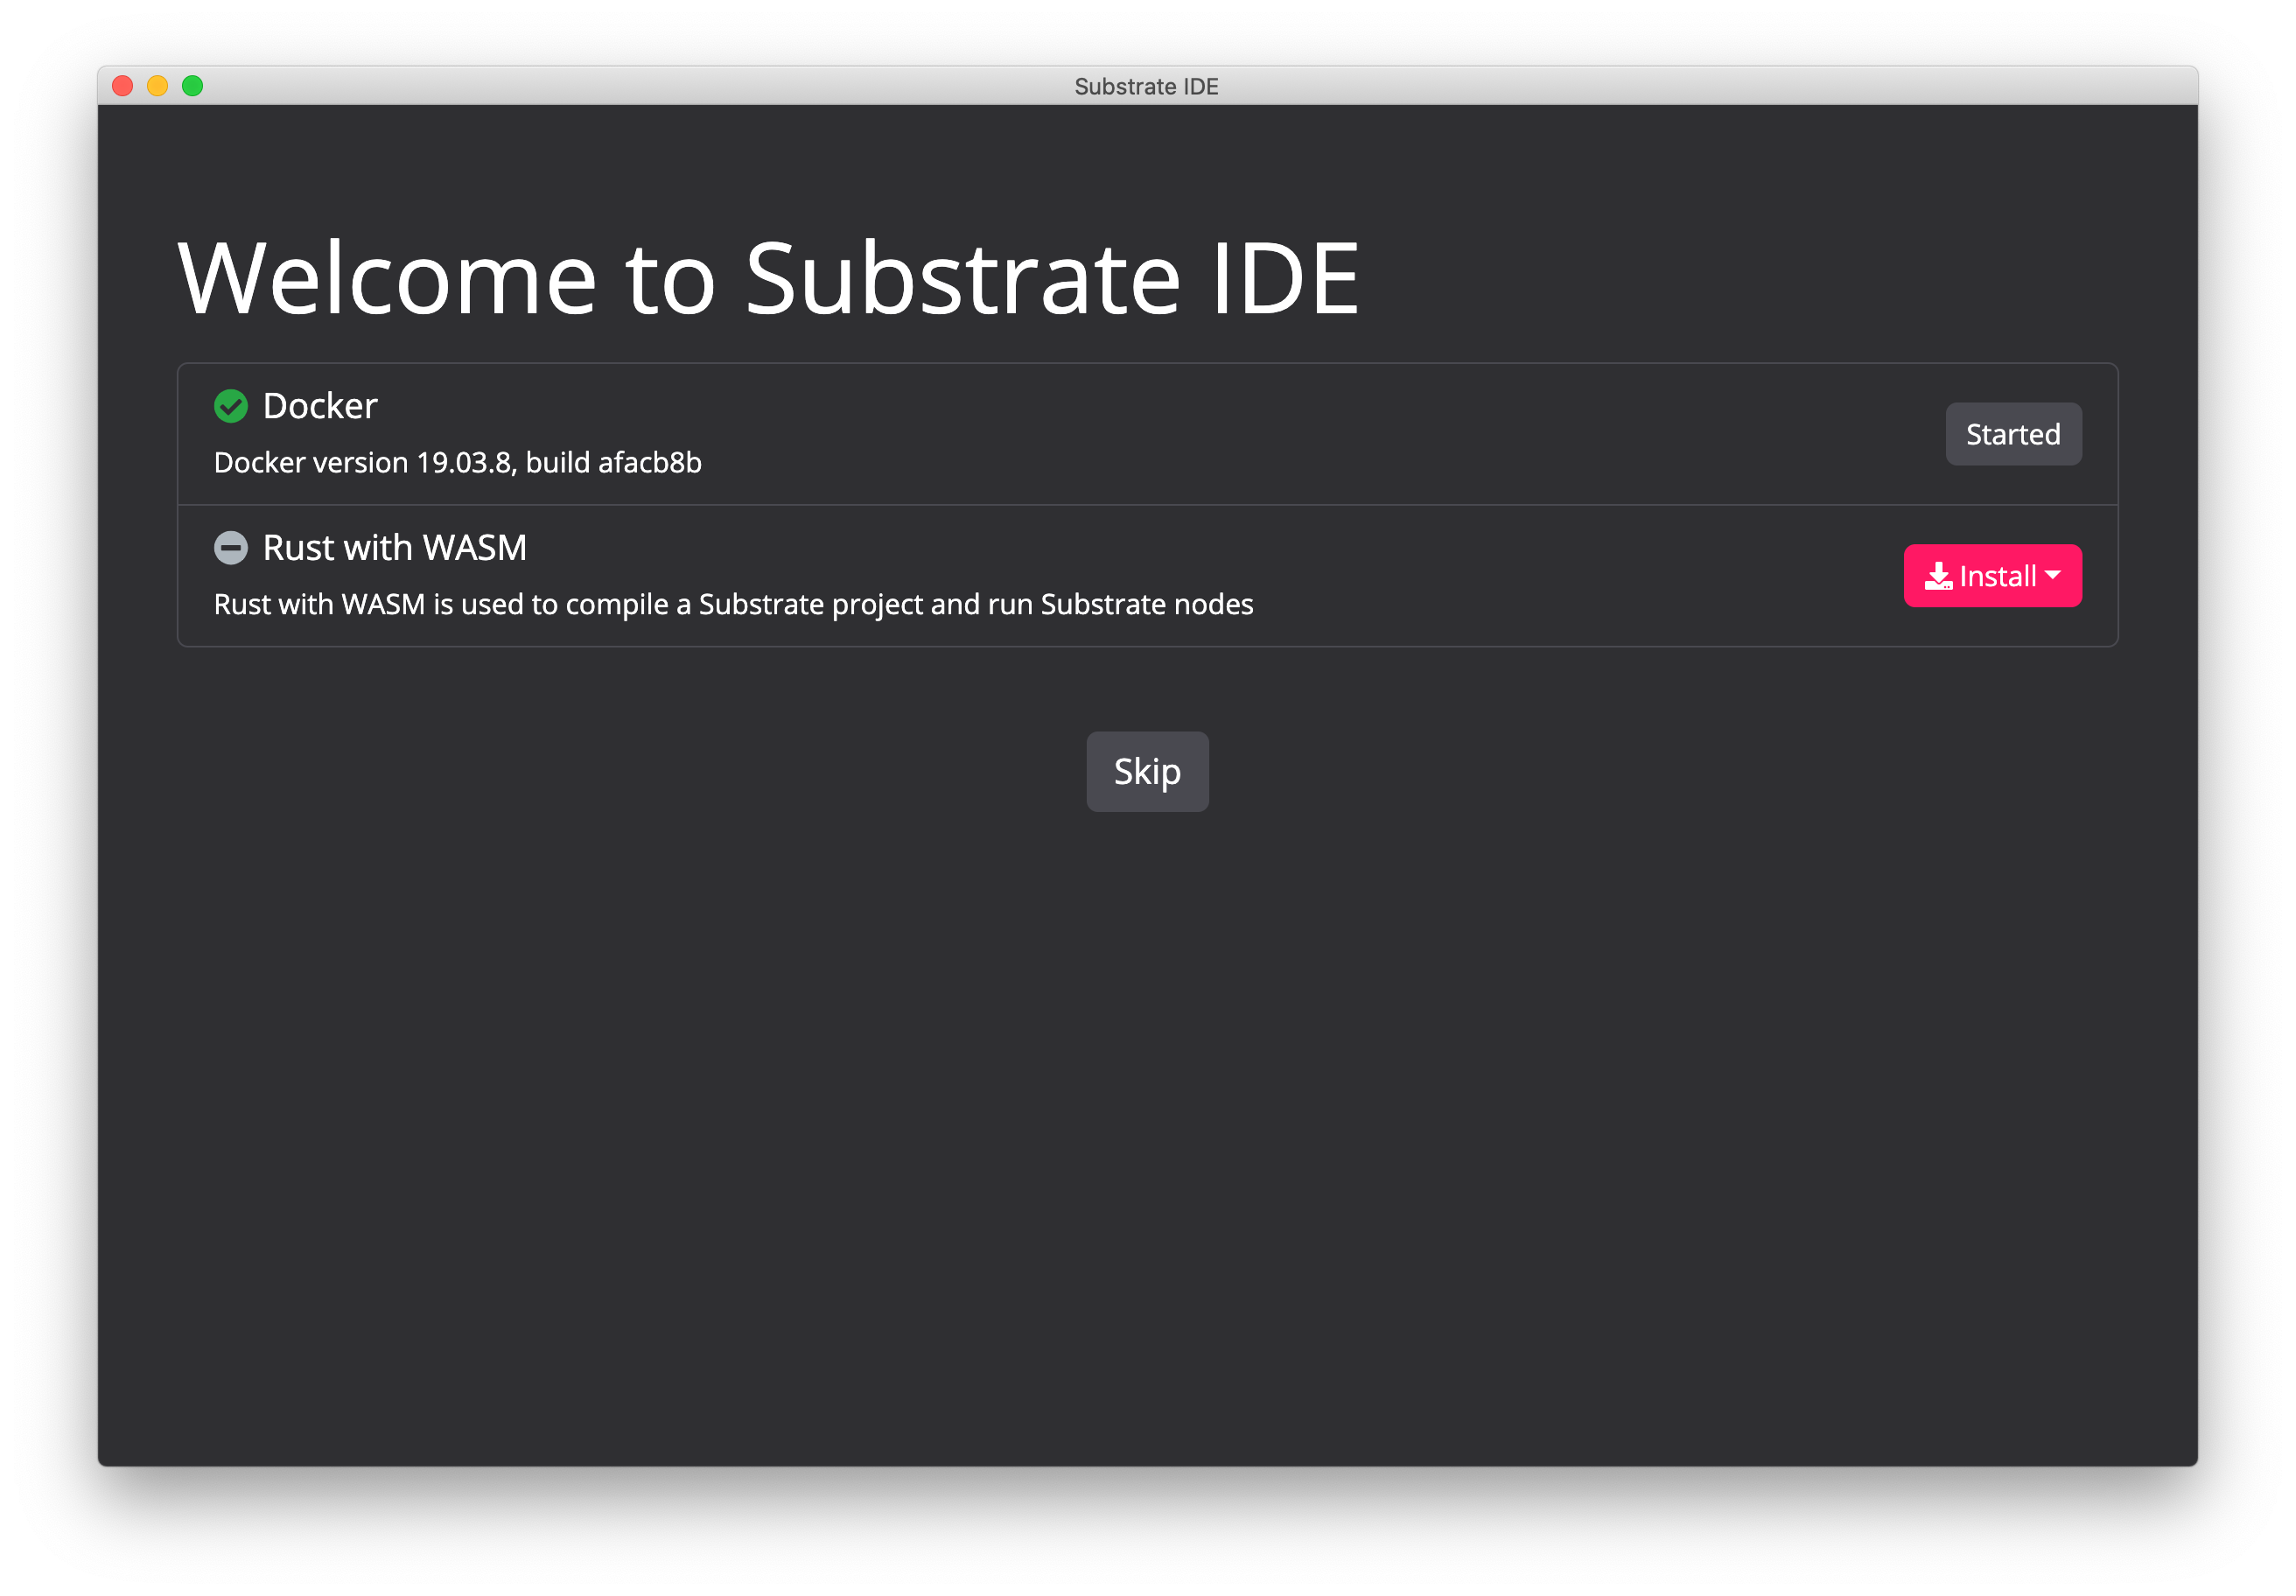 Substrate IDE
Welcome to Substrate IDE
Docker
Docker version 19.03.8, build afacb8b
Started
Rust with WASM
Rust with WASM is used to compile a Substrate project and run Substrate nodes
Install
Skip